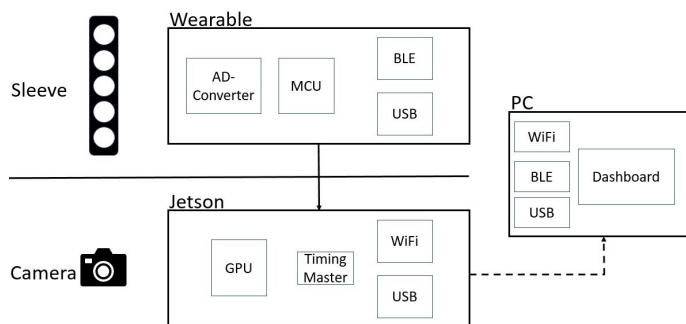 Wearable
Sleeve
AD-
Converter
MCU
BLE
USB
PC
WiFi
BLE
USB
Dashboard
Jetson
Camera
GPU
Timing
Master
WiFi
USB